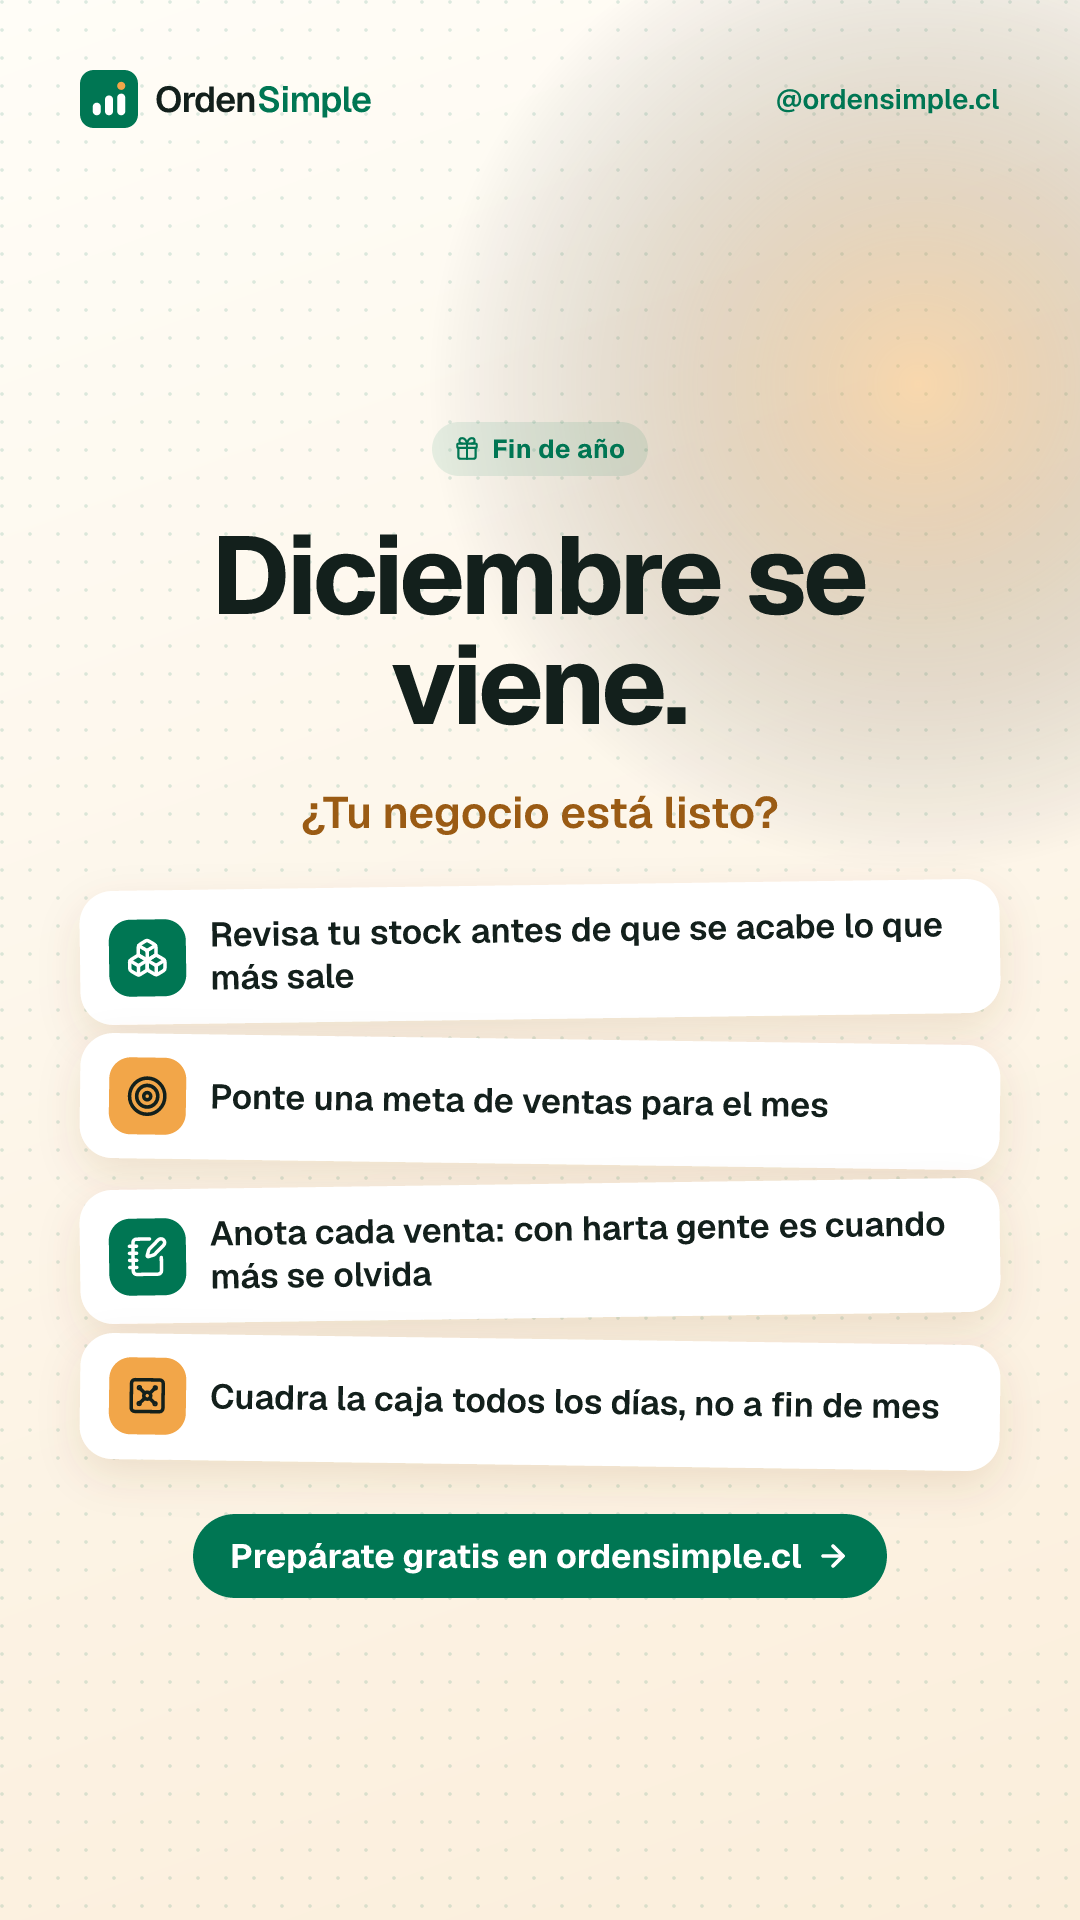 OrdenSimple
@ordensimple.cl
Fin de año
Diciembre se
viene.
¿Tu negocio está listo?
Revisa tu stock antes de que se acabe lo que
más sale
Ponte una meta de ventas para el mes
Anota cada venta: con harta gente es cuando
más se olvida
Cuadra la caja todos los días, no a fin de mes
Prepárate gratis en ordensimple.cl →